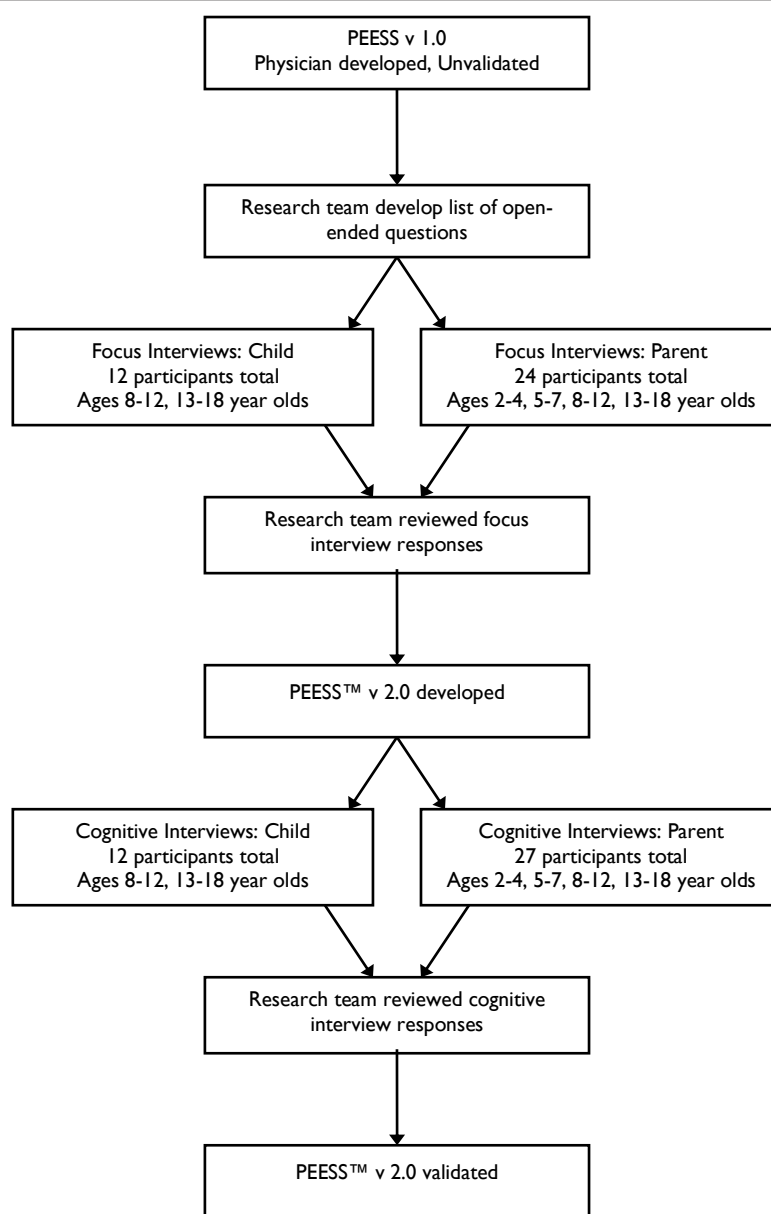 PEESS v 1.0
Physician developed, Unvalidated
Research team develop list of open-
ended questions
Focus Interviews: Child
12 participants total
Ages 8-12, 13-18 year olds
Focus Interviews: Parent
24 participants total
Ages 2-4, 5-7, 8-12, 13-18 year olds
Research team reviewed focus
interview responses
PEESS™ v 2.0 developed
Cognitive Interviews: Child
12 participants total
Ages 8-12, 13-18 year olds
Cognitive Interviews: Parent
27 participants total
Ages 2-4, 5-7, 8-12, 13-18 year olds
Research team reviewed cognitive
interview responses
PEESS™ v 2.0 validated